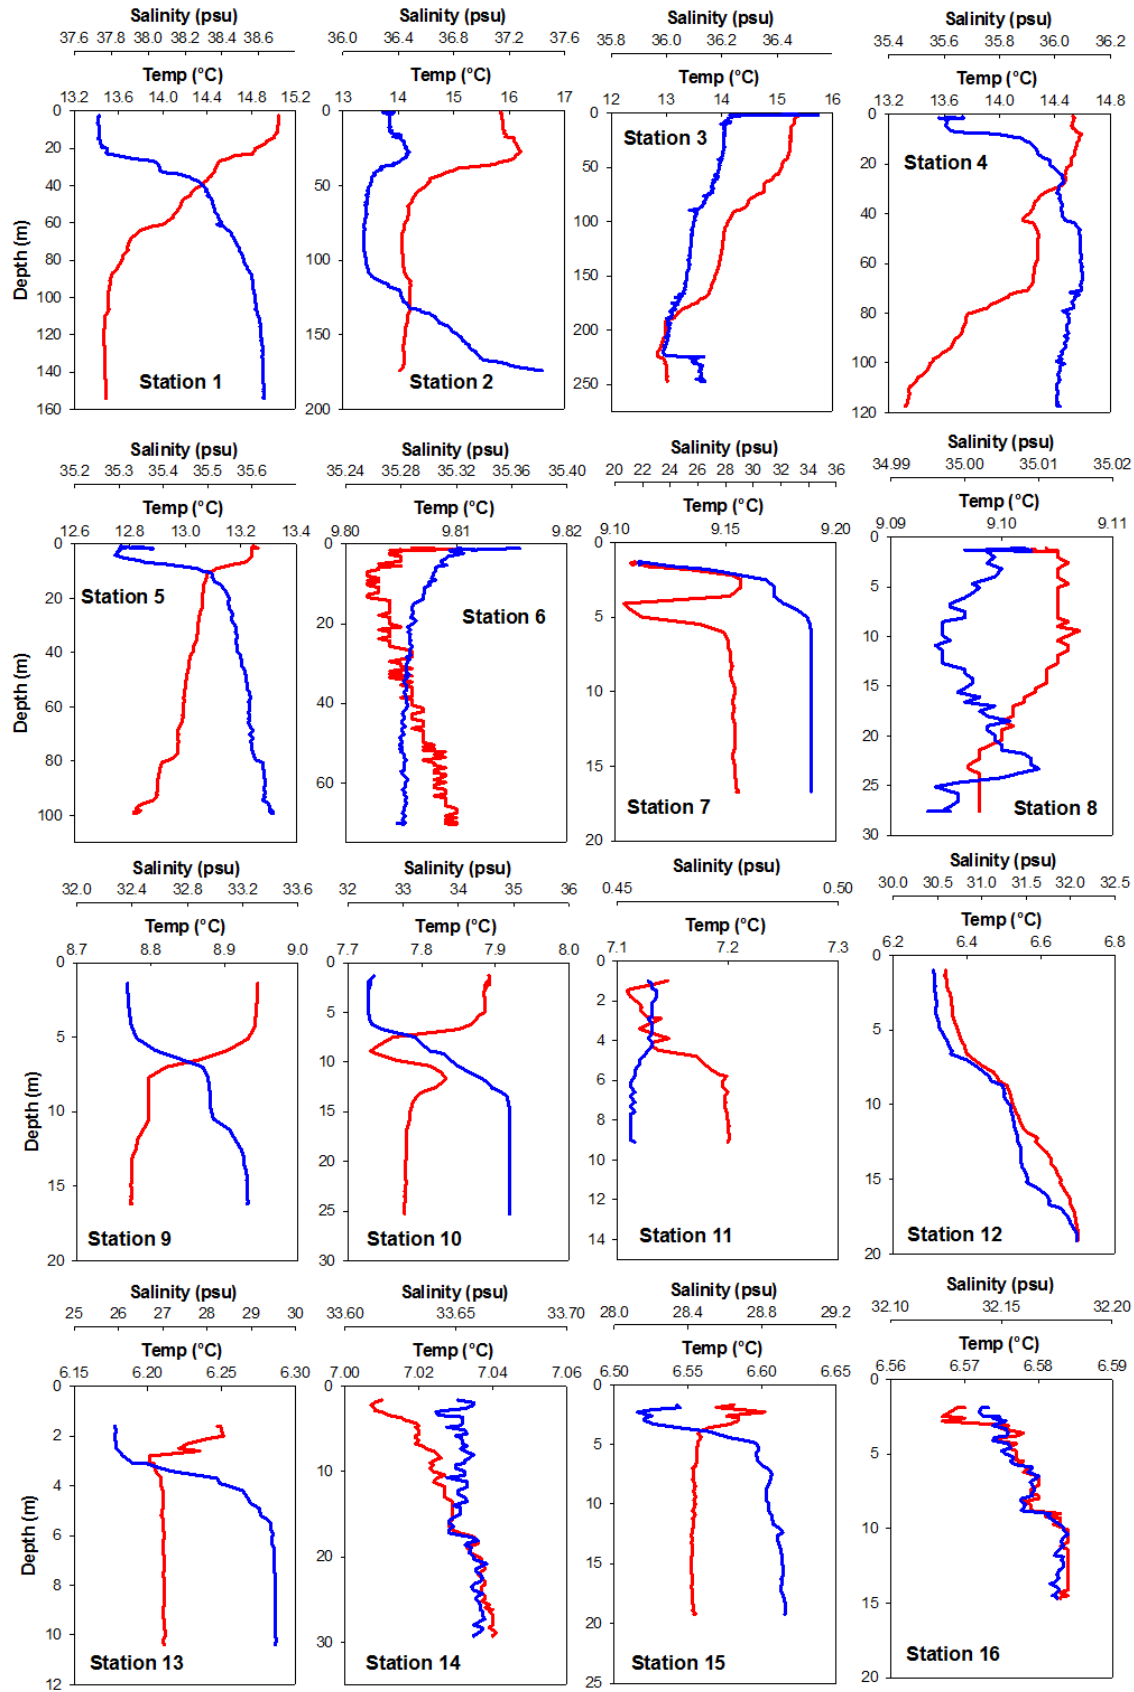 Salinity (psu) Salinity (psu) Salinity (psu) Salinity (psu)
37.6 37.8 38.0 38.2 38.4 38.6 36.0 36.4 36.8 37.2 37.6 35.8 36.0 36.2 36.4 35.4 35.6 35.8 36.0 36.2
Temp (°C) Temp (°C) Temp (°C) Temp (°C)
13.2 13.6 14.0 14.4 14.8 15.2 13 14 15 16 17 12 13 14 15 16 13.2 13.6 14.0 14.4 14.8
Depth (m)
0 20 40 60 80 100 120 140 160
Station 1
0 50 100 150 200
Station 2
0 50 100 150 200 250
Station 3
0 20 40 60 80 100 120
Station 4
Salinity (psu) Salinity (psu) Salinity (psu) Salinity (psu)
35.2 35.3 35.4 35.5 35.6 35.24 35.28 35.32 35.36 35.40 20 22 24 26 28 30 32 34 36 34.99 35.00 35.01 35.02
Temp (°C) Temp (°C) Temp (°C) Temp (°C)
12.6 12.8 13.0 13.2 13.4 9.80 9.81 9.82 9.10 9.15 9.20 9.09 9.10 9.11
Depth (m)
0 20 40 60 80 100
Station 5
0 20 40 60
Station 6
0 5 10 15 20
Station 7
0 5 10 15 20 25 30
Station 8
Salinity (psu) Salinity (psu) Salinity (psu) Salinity (psu)
32.0 32.4 32.8 33.2 33.6 32 33 34 35 36 0.45 0.50 30.0 30.5 31.0 31.5 32.0 32.5
Temp (°C) Temp (°C) Temp (°C) Temp (°C)
8.7 8.8 8.9 9.0 7.7 7.8 7.9 8.0 7.1 7.2 7.3 6.2 6.4 6.6 6.8
Depth (m)
0 5 10 15 20
Station 9
0 5 10 15 20 25 30
Station 10
0 2 4 6 8 10 12 14
Station 11
0 5 10 15 20
Station 12
Salinity (psu) Salinity (psu) Salinity (psu) Salinity (psu)
25 26 27 28 29 30 33.60 33.65 33.70 28.0 28.4 28.8 29.2 32.10 32.15 32.20
Temp (°C) Temp (°C) Temp (°C) Temp (°C)
6.15 6.20 6.25 6.30 7.00 7.02 7.04 7.06 6.50 6.55 6.60 6.65 6.56 6.57 6.58 6.59
Depth (m)
0 2 4 6 8 10 12
Station 13
0 10 20 30
Station 14
0 5 10 15 20 25
Station 15
0 5 10 15 20
Station 16